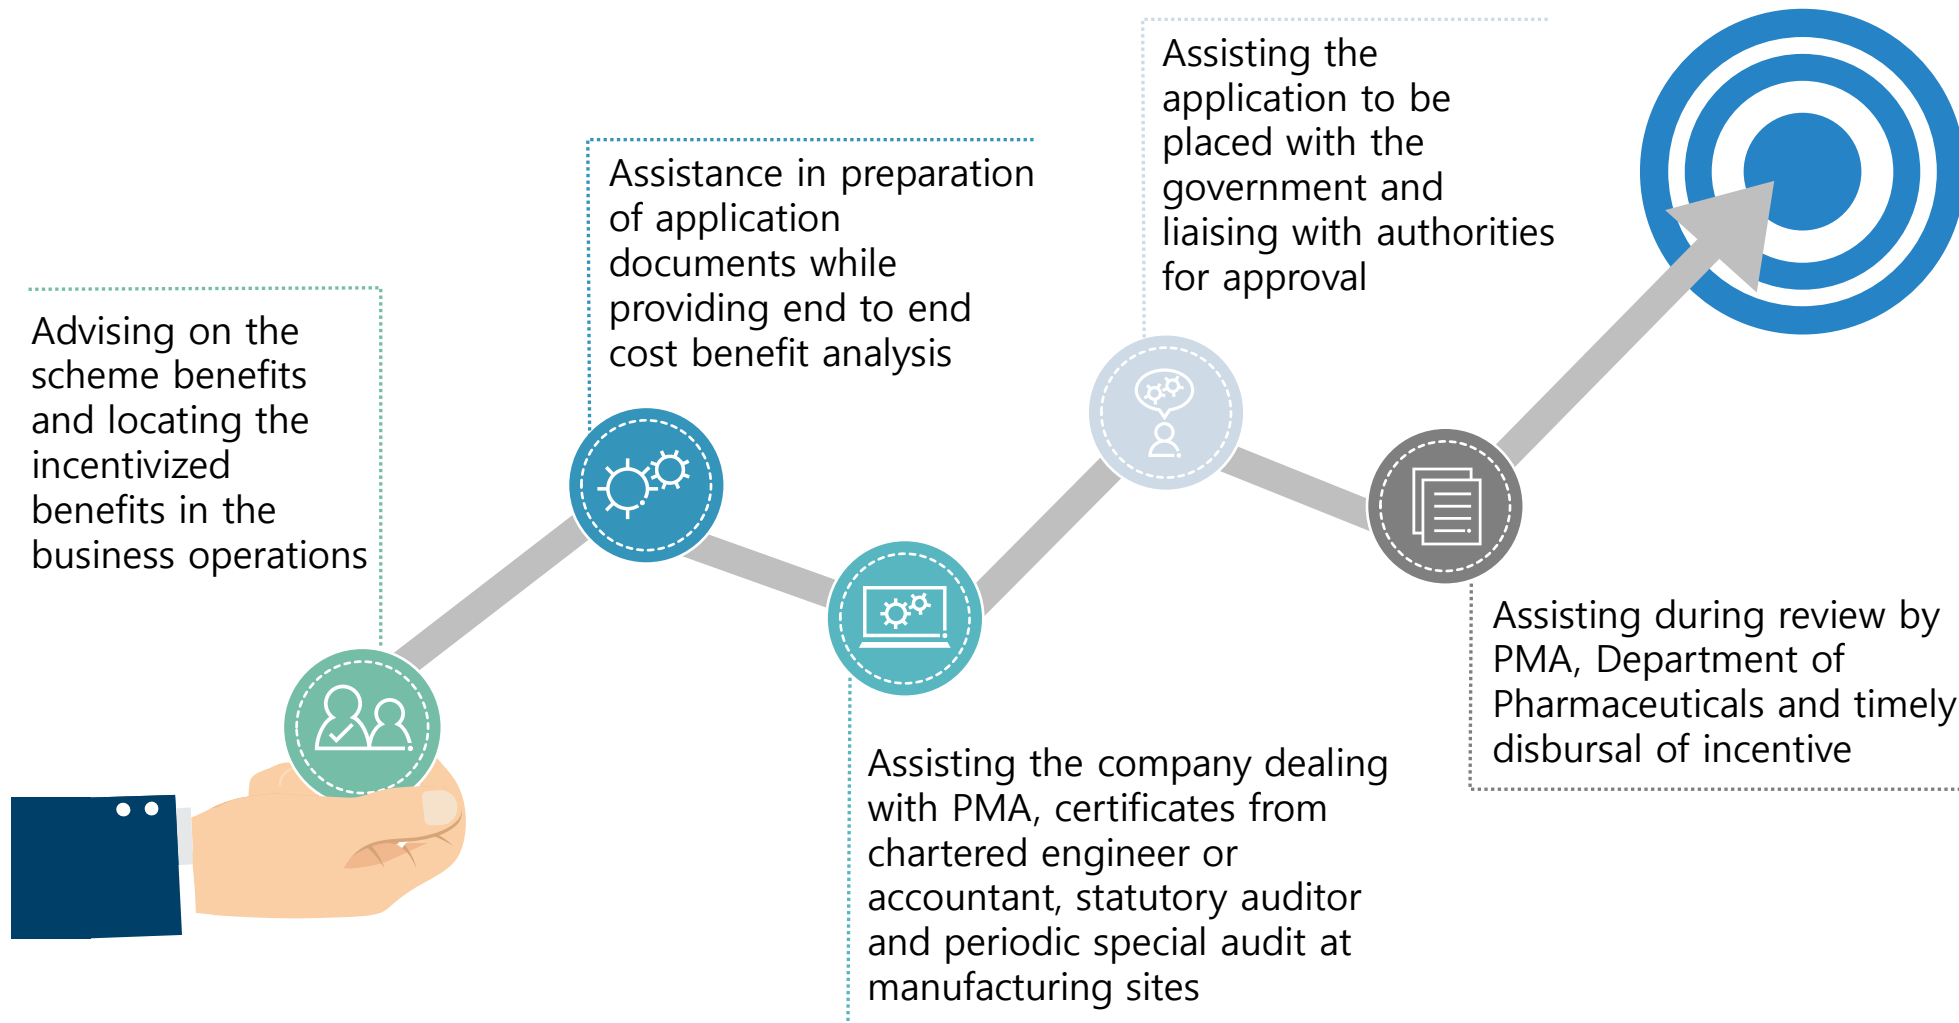 Advising on the
scheme benefits
and locating the
incentivized
benefits in the
business operations
Assistance in preparation
of application
documents while
providing end to end
cost benefit analysis
Assisting the company dealing
with PMA, certificates from
chartered engineer or
accountant, statutory auditor
and periodic special audit at
manufacturing sites
Assisting the
application to be
placed with the
government and
liaising with authorities
for approval
Assisting during review by
PMA, Department of
Pharmaceuticals and timely
disbursal of incentive